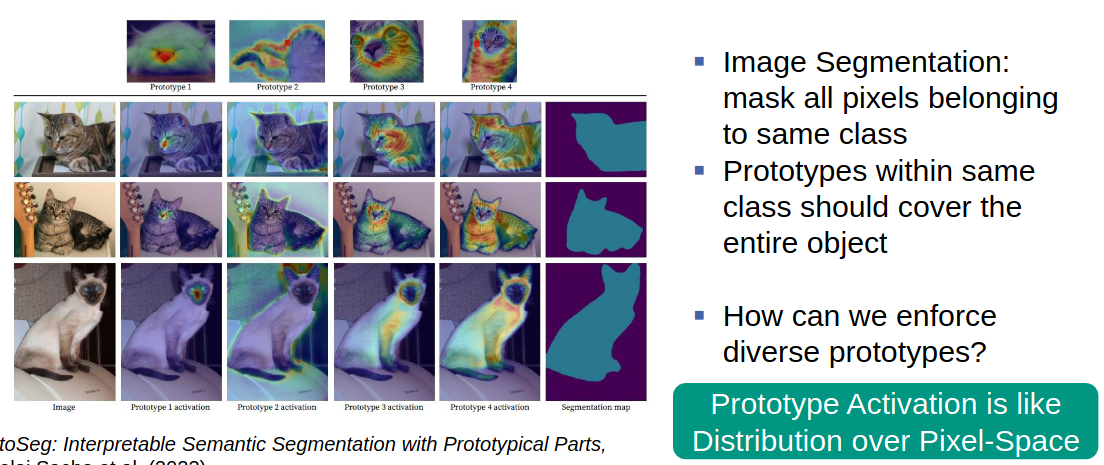 Prototype 1 Prototype 2 Prototype 3 Prototype 4
Image Prototype 1 activation Prototype 2 activation Prototype 3 activation Prototype 4 activation Segmentation map
toSeg: Interpretable Semantic Segmentation with Prototypical Parts,
et al. (2023)
Image Segmentation:
mask all pixels belonging
to same class
Prototypes within same
class should cover the
entire object
How can we enforce
diverse prototypes?
Prototype Activation is like
Distribution over Pixel-Space